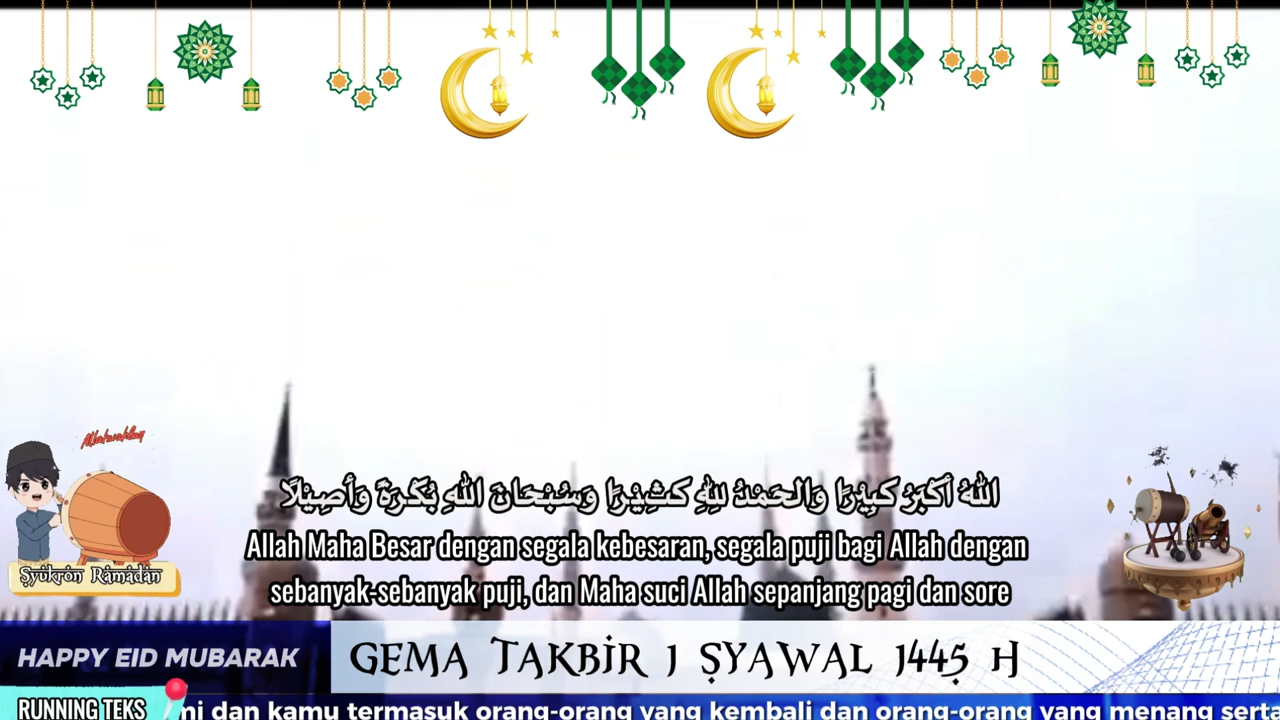 اللهُ أَكْبَرُ كَبِيْرًا وَالْحَمْدُ لِلّٰهِ كَثِيْرًا وَسُبْحَانَ اللهِ بُكْرَةً وَأَصِيْلًا
Allah Maha Besar dengan segala kebesaran, segala puji bagi Allah dengan
sebanyak-sebanyak puji, dan Maha suci Allah sepanjang pagi dan sore
Syukron Ramadan
HAPPY EID MUBARAK
GEMA TAKBIR 1 SYAWAL 1445 H
RUNNING TEKS
mi dan kamu termasuk orang-orang yang kembali dan orang-orang yang menang serta